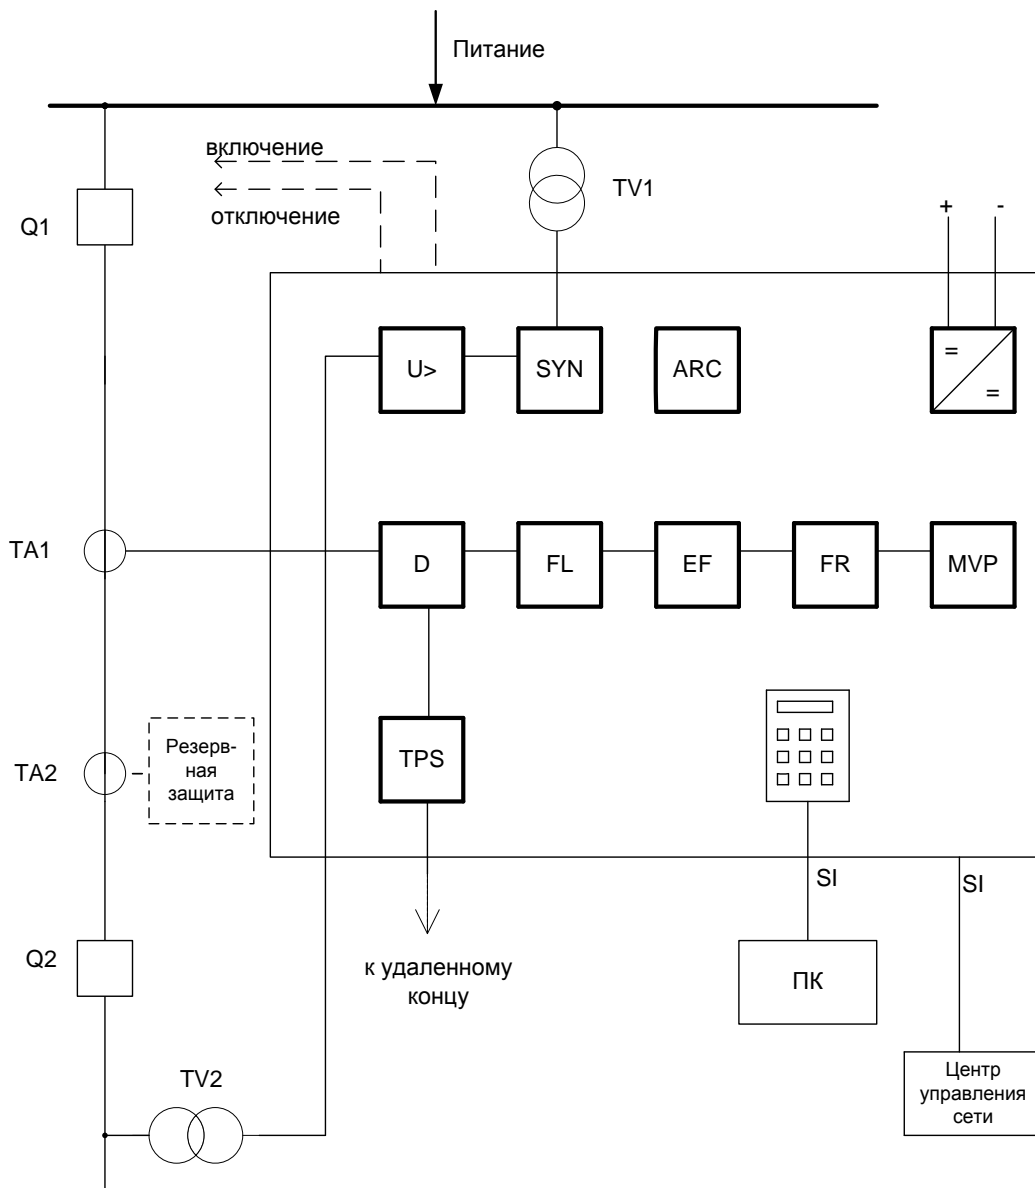 Питание
включение
TV1
отключение
Q1
+ -
U>
SYN
ARC
=
=
TA1
D
FL
EF
FR
MVP
TA2
Резерв-
ная
защита
TPS
SI
SI
Q2
к удаленному
концу
ПК
TV2
Центр
управления
сети